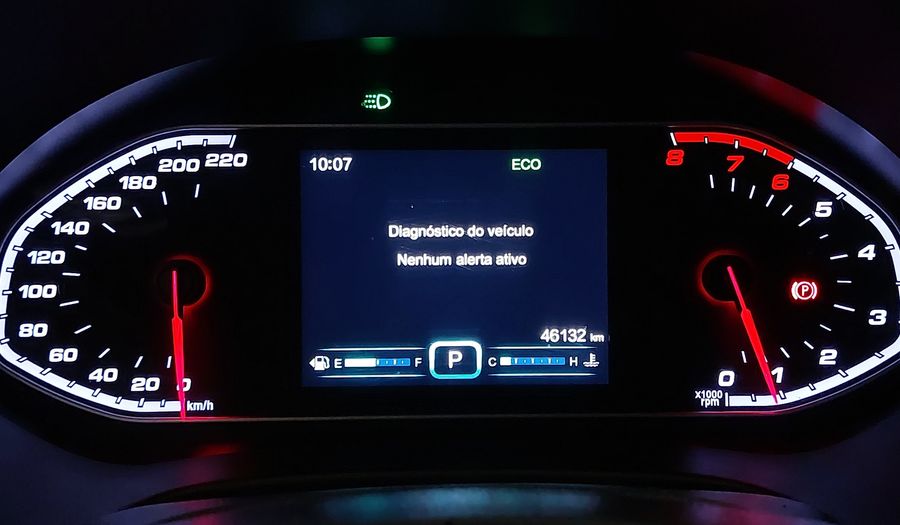 10:07 ECO
Diagnóstico do veículo
Nenhum alerta ativo
46132 km
E F P C H
220
200
180
160
140
120
100
80
60
40
20
0
km/h
8
7
6
5
4
3
2
1
0
x1000
rpm
P